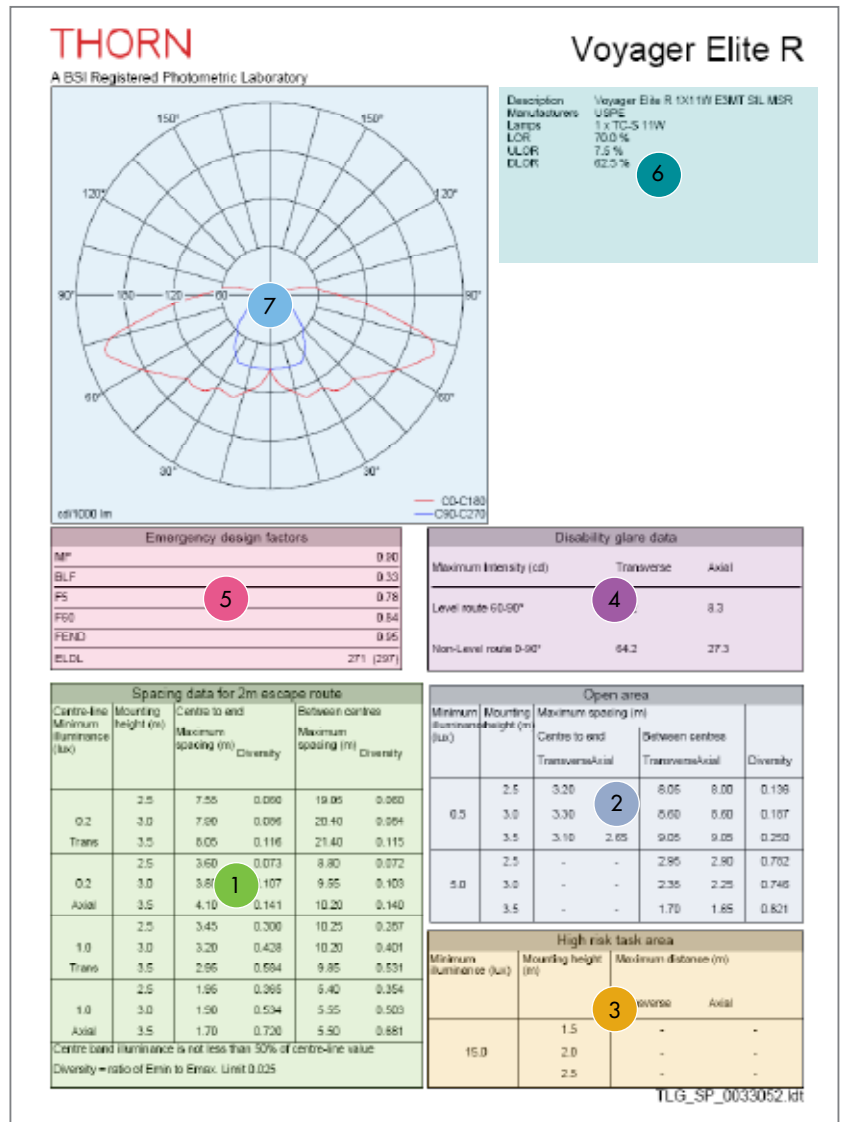 THORN
Voyager Elite R
A BSI Registered Photometric Laboratory
150° 150°
120° 120°
90° 180 120 60 90°
7
60° 60°
30° 30°
cd/1000 lm
C0-C180
C90-C270
Description Voyager Elite R 1X11W E3MT SIL MSR
Manufacturers USPE
Lamps 1 x TC-S 11W
LOR 70.0 %
ULOR 7.5 %
DLOR 62.5 %
6
Emergency design factors
MF 0.90
BLF 0.33
F5 0.78
F60 0.84
FEND 0.95
ELDL 271 (297)
5
Disability glare data
Maximum Intensity (cd) Transverse Axial
Level route 60-90° 8.3
Non-Level route 0-90° 64.2 27.3
4
Spacing data for 2m escape route
Centre-line Minimum illuminance (lux) Mounting height (m) Centre to end Between centres
Maximum spacing (m) Diversity Maximum spacing (m) Diversity
2.5 7.55 0.060 19.05 0.060
0.2 3.0 7.90 0.086 20.40 0.084
Trans 3.5 8.05 0.116 21.40 0.115
2.5 3.60 0.073 8.80 0.072
0.2 3.0 .107 9.55 0.103
Axial 3.5 4.10 0.141 10.20 0.140
1
2.5 3.45 0.300 10.25 0.287
1.0 3.0 3.20 0.428 10.20 0.401
Trans 3.5 2.95 0.584 9.85 0.531
2.5 1.95 0.365 5.40 0.354
1.0 3.0 1.90 0.534 5.55 0.503
Axial 3.5 1.70 0.720 5.50 0.681
Centre band illuminance is not less than 50% of centre-line value
Diversity = ratio of Emin to Emax. Limit 0.025
Open area
Minimum illuminance (lux) Mounting height (m) Maximum spacing (m)
Centre to end Between centres
Transverse Axial Transverse Axial Diversity
2.5 3.20 8.05 8.00 0.136
0.5 3.0 3.30 8.60 8.60 0.187
3.5 3.10 2.65 9.05 9.05 0.250
2
2.5 - - 2.95 2.90 0.782
5.0 3.0 - - 2.35 2.25 0.746
3.5 - - 1.70 1.65 0.821
High risk task area
Minimum illuminance (lux) Mounting height (m) Maximum distance (m)
Axial
3
1.5 - -
15.0 2.0 - -
2.5 - -
TLG_SP_0033052.ldt